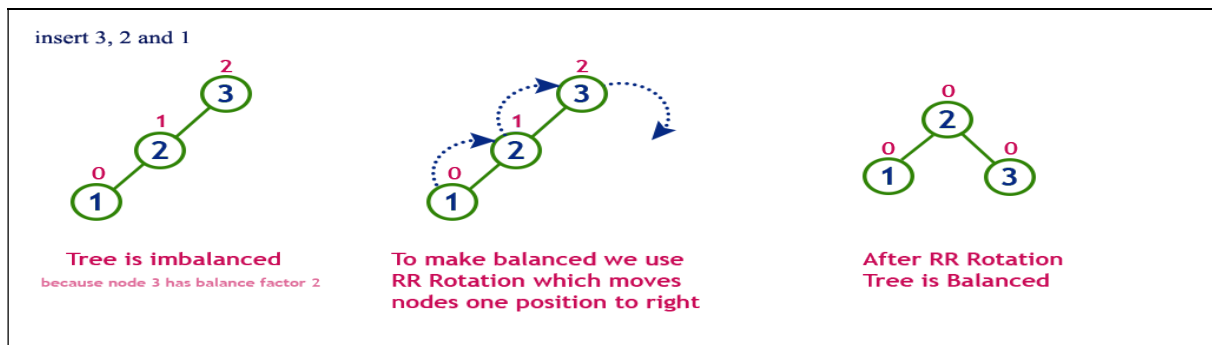 insert 3, 2 and 1
2
3
1
2
0
1
Tree is imbalanced
because node 3 has balance factor 2
2
3
1
2
0
1
To make balanced we use
RR Rotation which moves
nodes one position to right
0
2
0
0
1
3
After RR Rotation
Tree is Balanced